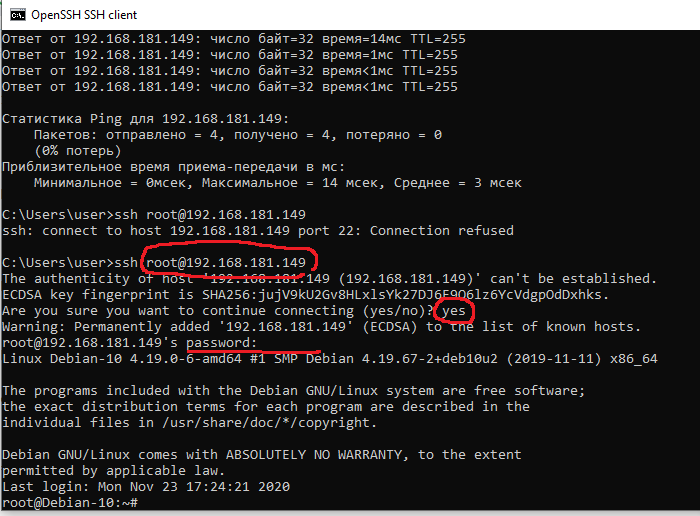 OpenSSH SSH client
Ответ от 192.168.181.149: число байт=32 время=14мс TTL=255
Ответ от 192.168.181.149: число байт=32 время<1мс TTL=255
Ответ от 192.168.181.149: число байт=32 время<1мс TTL=255
Ответ от 192.168.181.149: число байт=32 время<1мс TTL=255
Статистика Ping для 192.168.181.149:
Пакетов: отправлено = 4, получено = 4, потеряно = 0
(0% потерь)
Приблизительное время приема-передачи в мс:
Минимальное = 0мсек, Максимальное = 14 мсек, Среднее = 3 мсек
C:\Users\user>ssh root@192.168.181.149
ssh: connect to host 192.168.181.149 port 22: Connection refused
C:\Users\user>ssh root@192.168.181.149
The authenticity of host '192.168.181.149 (192.168.181.149)' can't be established.
ECDSA key fingerprint is SHA256:jujV9kU2Gv8HLxlsYk27DJ6E9O6lz6YcVdgpOdDxhks.
Are you sure you want to continue connecting (yes/no)? yes
Warning: Permanently added '192.168.181.149' (ECDSA) to the list of known hosts.
root@192.168.181.149's password:
Linux Debian-10 4.19.0-6-amd64 #1 SMP Debian 4.19.67-2+deb10u2 (2019-11-11) x86_64
The programs included with the Debian GNU/Linux system are free software;
the exact distribution terms for each program are described in the
individual files in /usr/share/doc/*/copyright.
Debian GNU/Linux comes with ABSOLUTELY NO WARRANTY, to the extent
permitted by applicable law.
Last login: Mon Nov 23 17:24:21 2020
root@Debian-10:~#